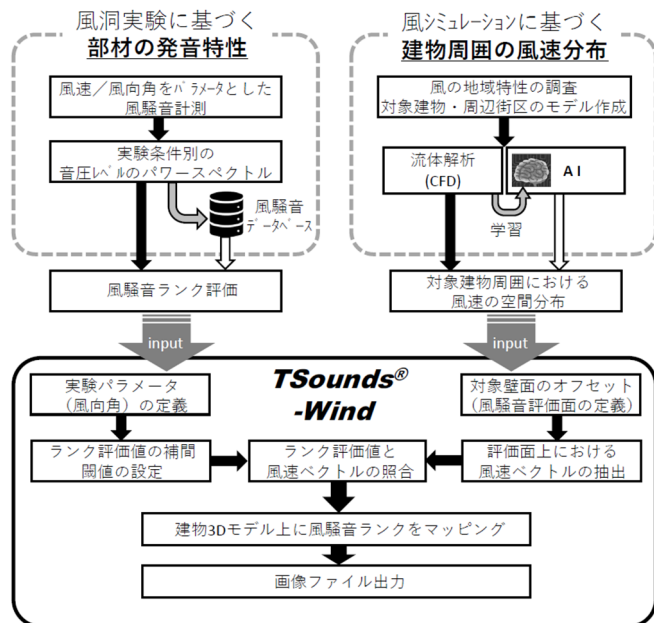 風洞実験に基づく
部材の発音特性
風速／風向角をﾊﾟﾗﾒｰﾀとした
風騒音計測
実験条件別の
音圧ﾚﾍﾞﾙのパワースペクトル
風騒音
ﾃﾞｰﾀﾍﾞｰｽ
風騒音ランク評価
風ｼﾐｭﾚｰｼｮﾝに基づく
建物周囲の風速分布
風の地域特性の調査
対象建物・周辺街区のモデル作成
流体解析
(CFD)
AI
学習
対象建物周囲における
風速の空間分布
input
input
TSounds®
-Wind
実験パラメータ
（風向角）の定義
対象壁面のオフセット
（風騒音評価面の定義）
ランク評価値の補間
閾値の設定
ランク評価値と
風速ベクトルの照合
評価面上における
風速ベクトルの抽出
建物3Dモデル上に風騒音ランクをマッピング
画像ファイル出力